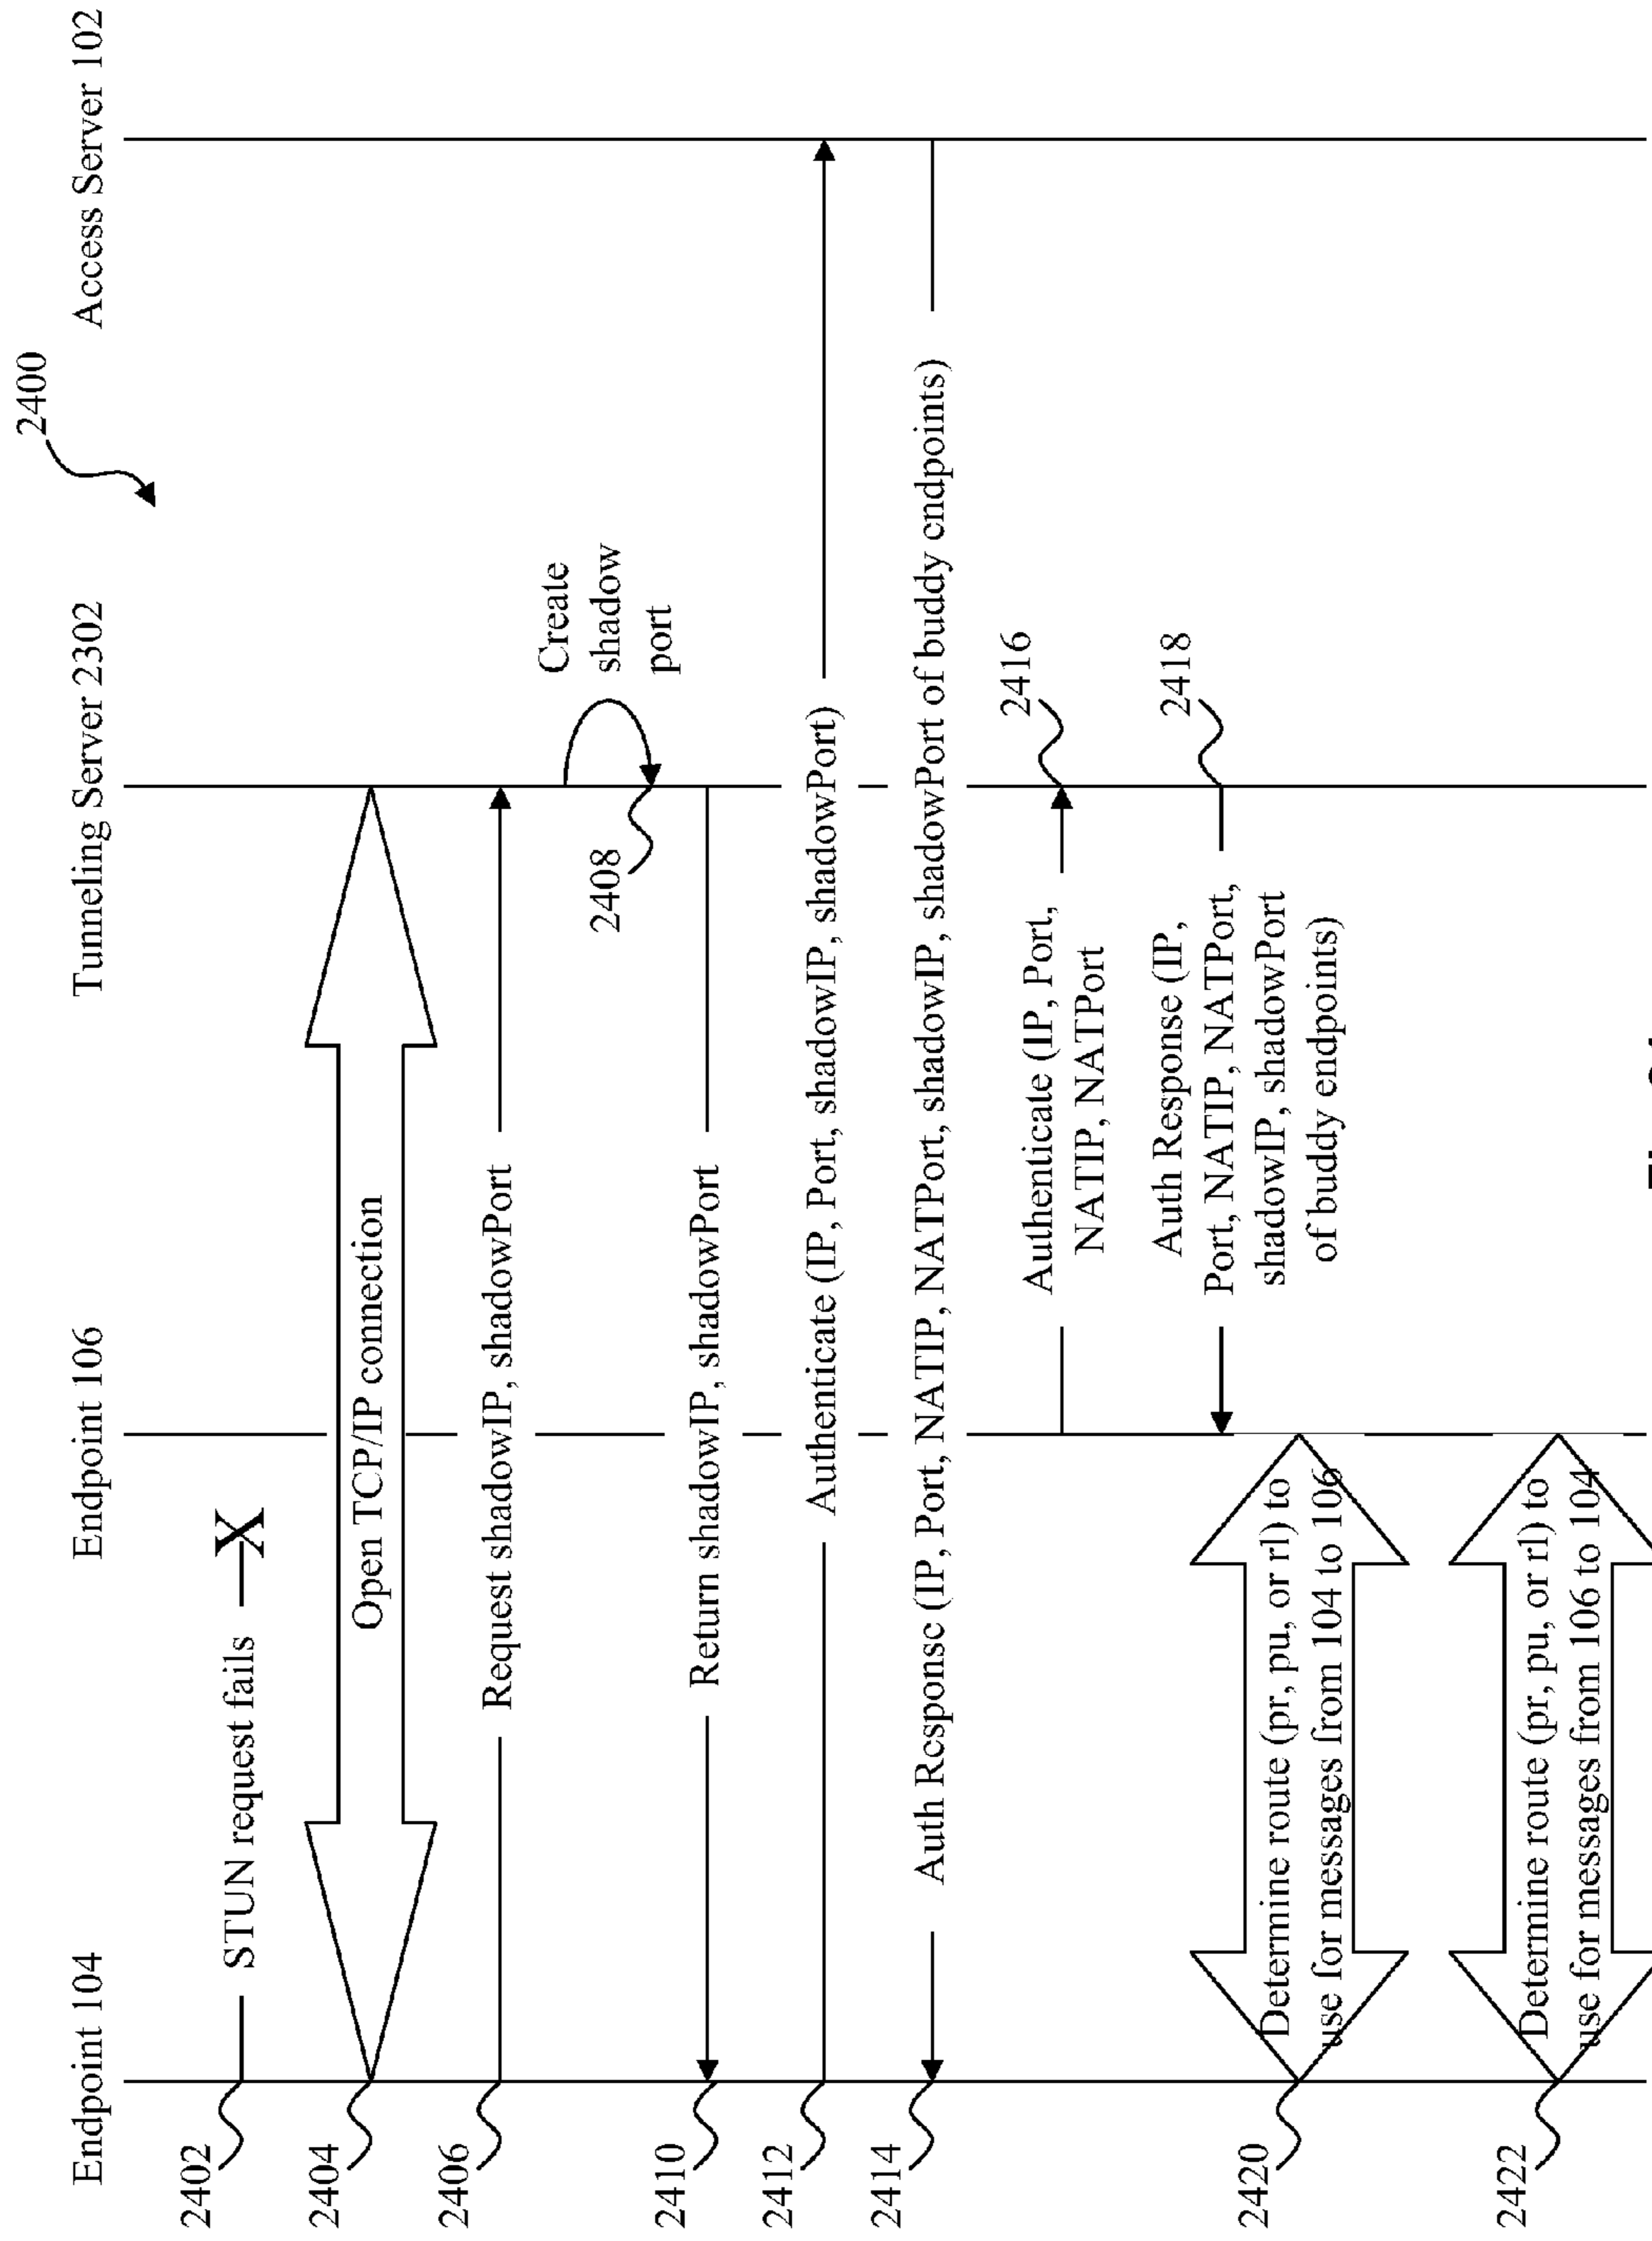 2400
Endpoint 104
Endpoint 106
Tunneling Server 2302
Access Server 102
2402
STUN request fails
X
2404
Open TCP/IP connection
2406
Request shadowIP, shadowPort
Create
shadow
port
2408
2410
Return shadowIP, shadowPort
2412
Authenticate (IP, Port, shadowIP, shadowPort)
2414
Auth Response (IP, Port, NATIP, NATPort, shadowIP, shadowPort of buddy endpoints)
Authenticate (IP, Port,
NATIP, NATPort
2416
Auth Response (IP,
Port, NATIP, NATPort,
shadowIP, shadowPort
of buddy endpoints)
2418
2420
Determine route (pr, pu, or rl) to
use for messages from 104 to 106
2422
Determine route (pr, pu, or rl) to
use for messages from 106 to 104